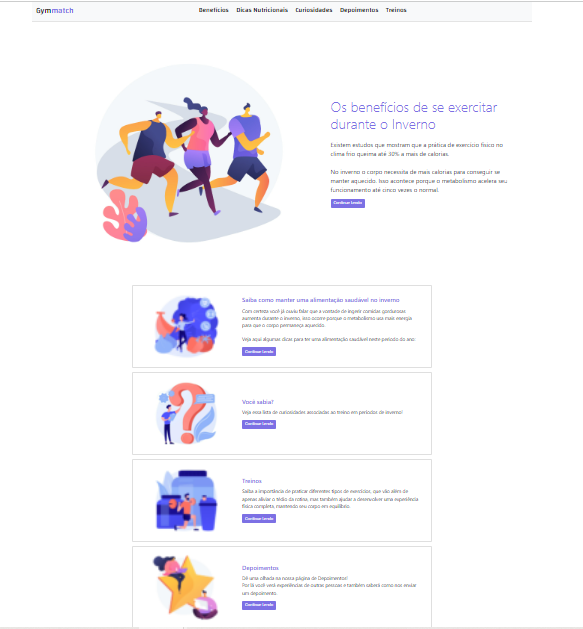 Gymmatch
Benefícios Dicas Nutricionais Curiosidades Depoimentos Treinos
Os benefícios de se exercitar
durante o Inverno
Existem estudos que mostram que a prática de exercício físico no
clima frio queima até 30% a mais de calorias.
No inverno o corpo necessita de mais calorias para conseguir se
manter aquecido. Isso acontece porque o metabolismo acelera seu
funcionamento até cinco vezes o normal.
Continue Lendo
Saiba como manter uma alimentação saudável no inverno
Com certeza você já ouviu falar que a vontade de ingerir comidas gordurosas
aumenta durante o inverno, isso ocorre porque o metabolismo usa mais energia
para que o corpo permaneça aquecido.
Veja aqui algumas dicas para ter uma alimentação saudável neste período do ano:
Continue Lendo
Você sabia?
Veja essa lista de curiosidades associadas ao treino em períodos de inverno!
Continue Lendo
Treinos
Saiba a importância de praticar diferentes tipos de exercícios, que vão além de
apenas aliviar o tédio da rotina, mas também ajudar a desenvolver uma experiência
física completa, mantendo seu corpo em equilíbrio.
Continue Lendo
Depoimentos
Dê uma olhada na nossa página de Depoimentos!
Por lá você verá experiências de outras pessoas e também saberá como nos enviar
um depoimento.
Continue Lendo